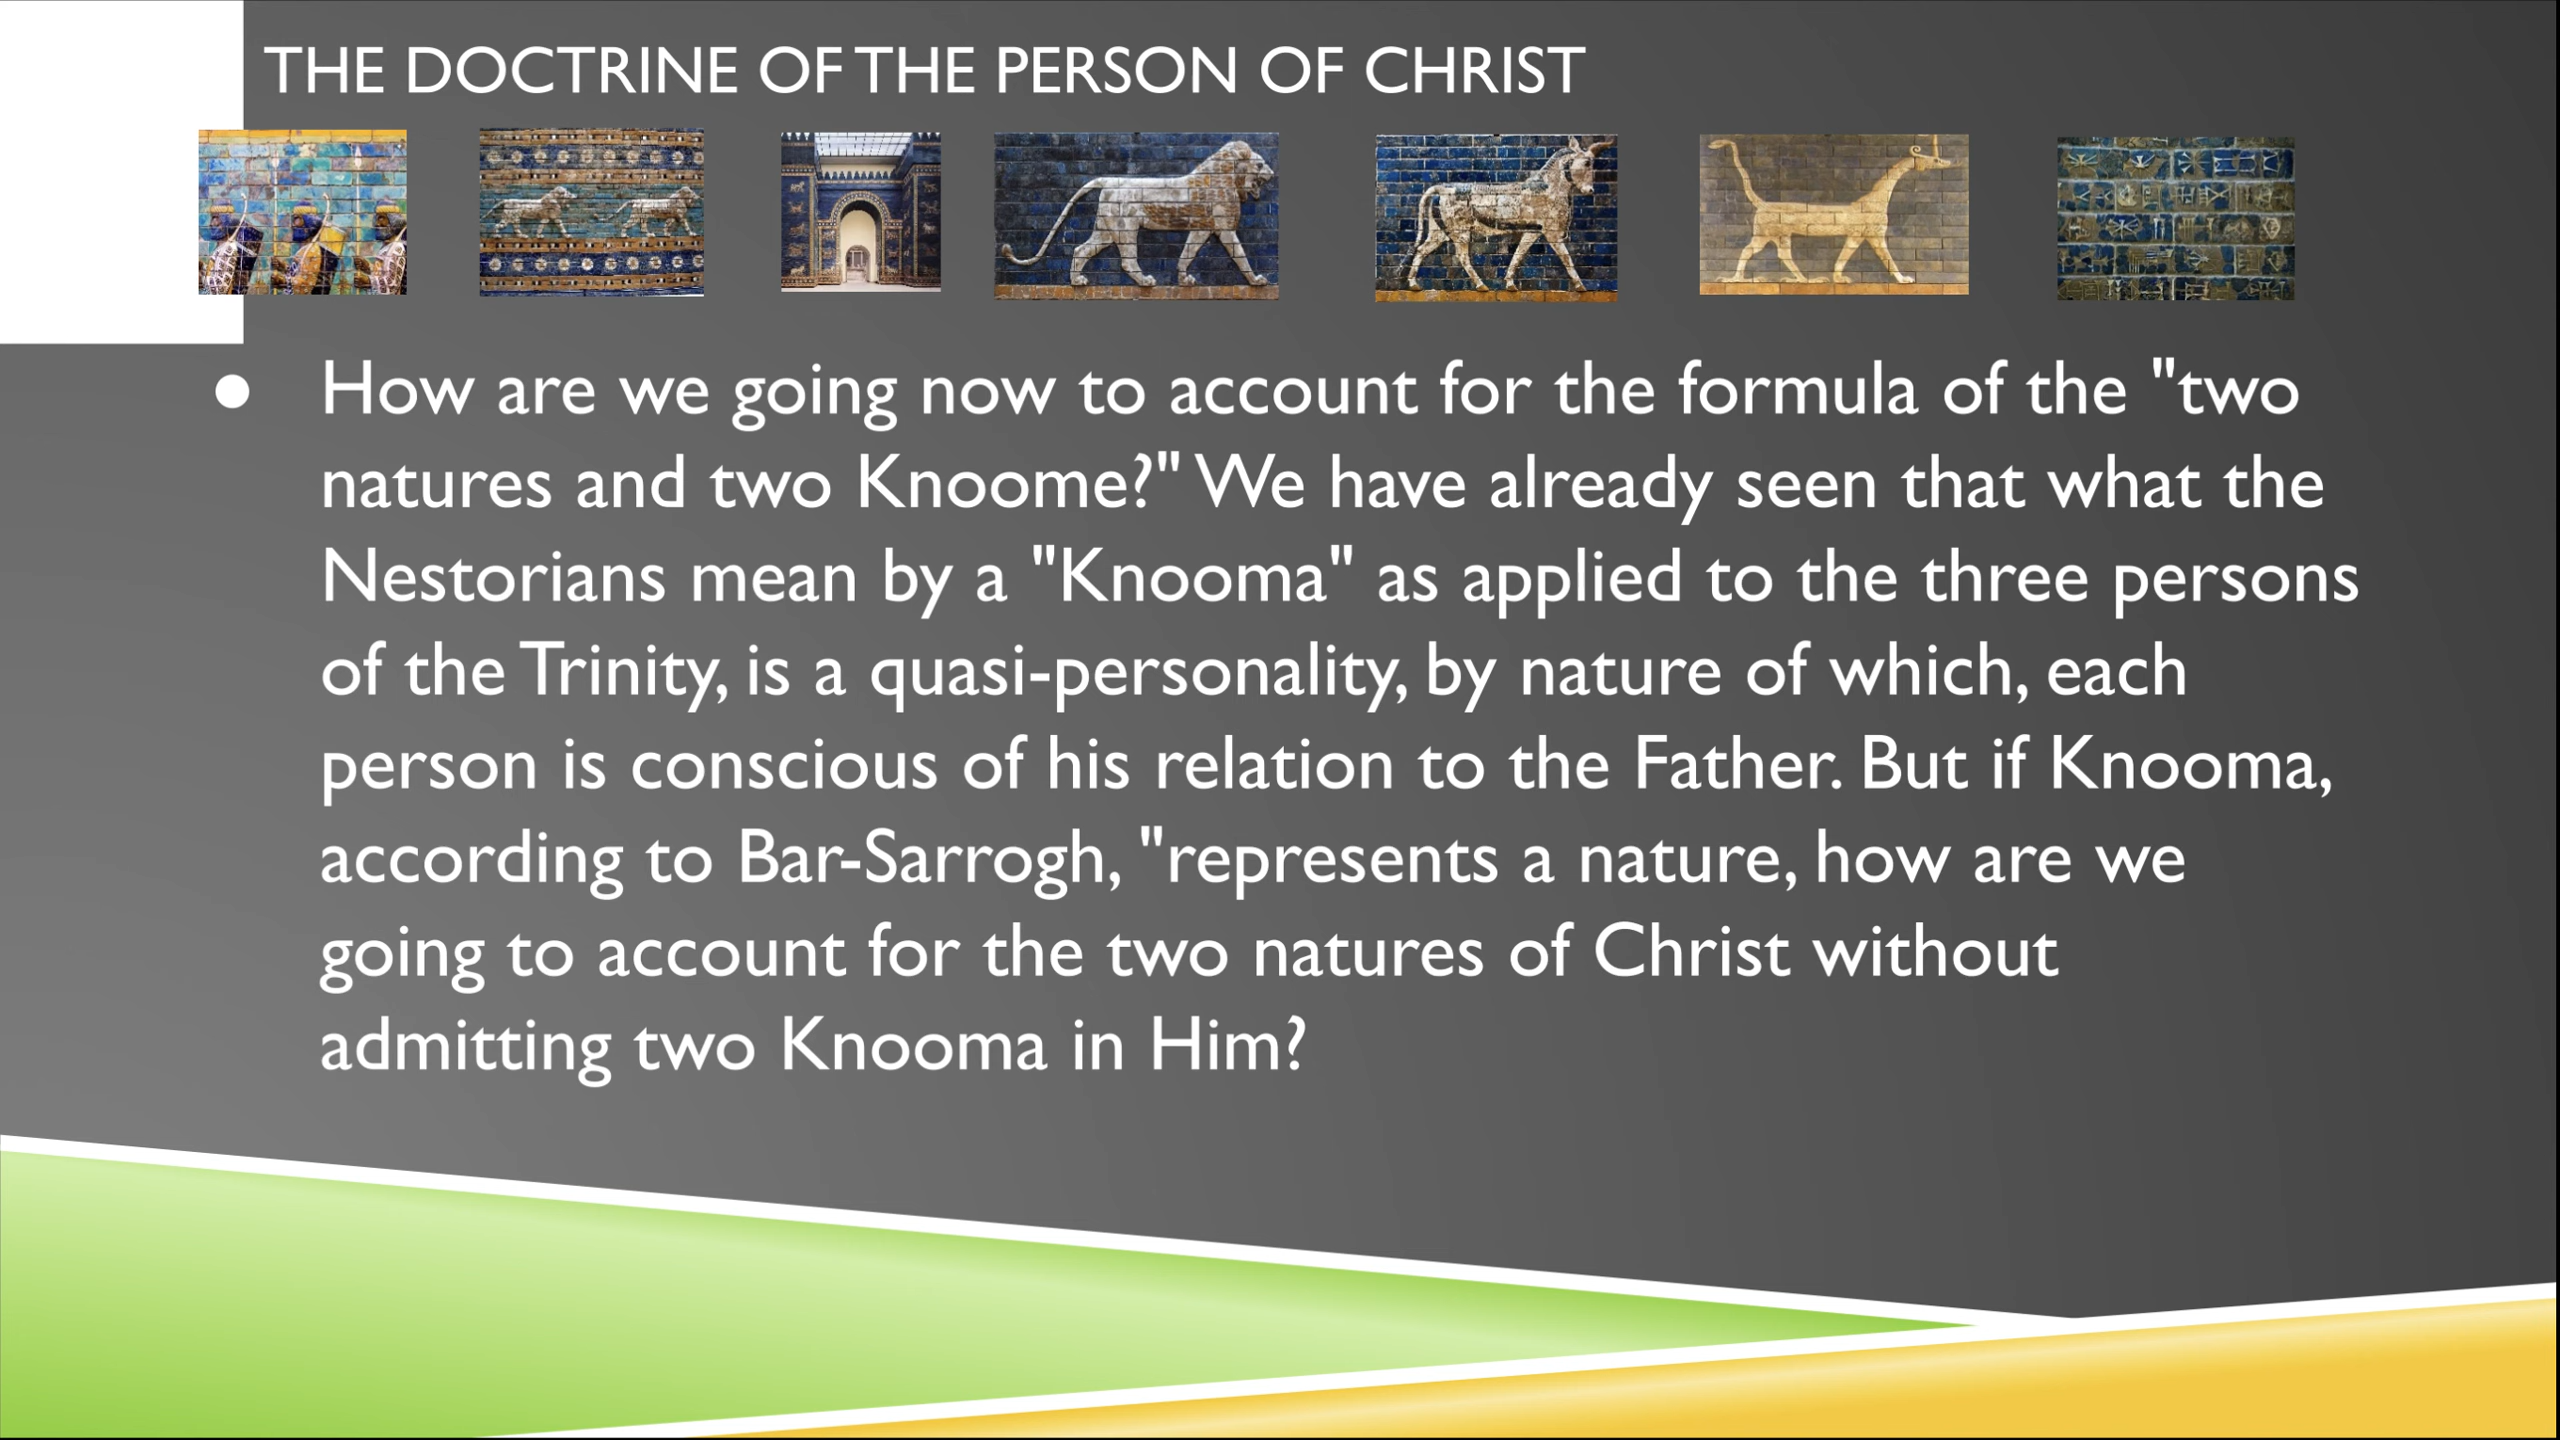 THE DOCTRINE OF THE PERSON OF CHRIST
● How are we going now to account for the formula of the "two
natures and two Knoome?" We have already seen that what the
Nestorians mean by a "Knooma" as applied to the three persons
of the Trinity, is a quasi-personality, by nature of which, each
person is conscious of his relation to the Father. But if Knooma,
according to Bar-Sarrogh, "represents a nature, how are we
going to account for the two natures of Christ without
admitting two Knooma in Him?